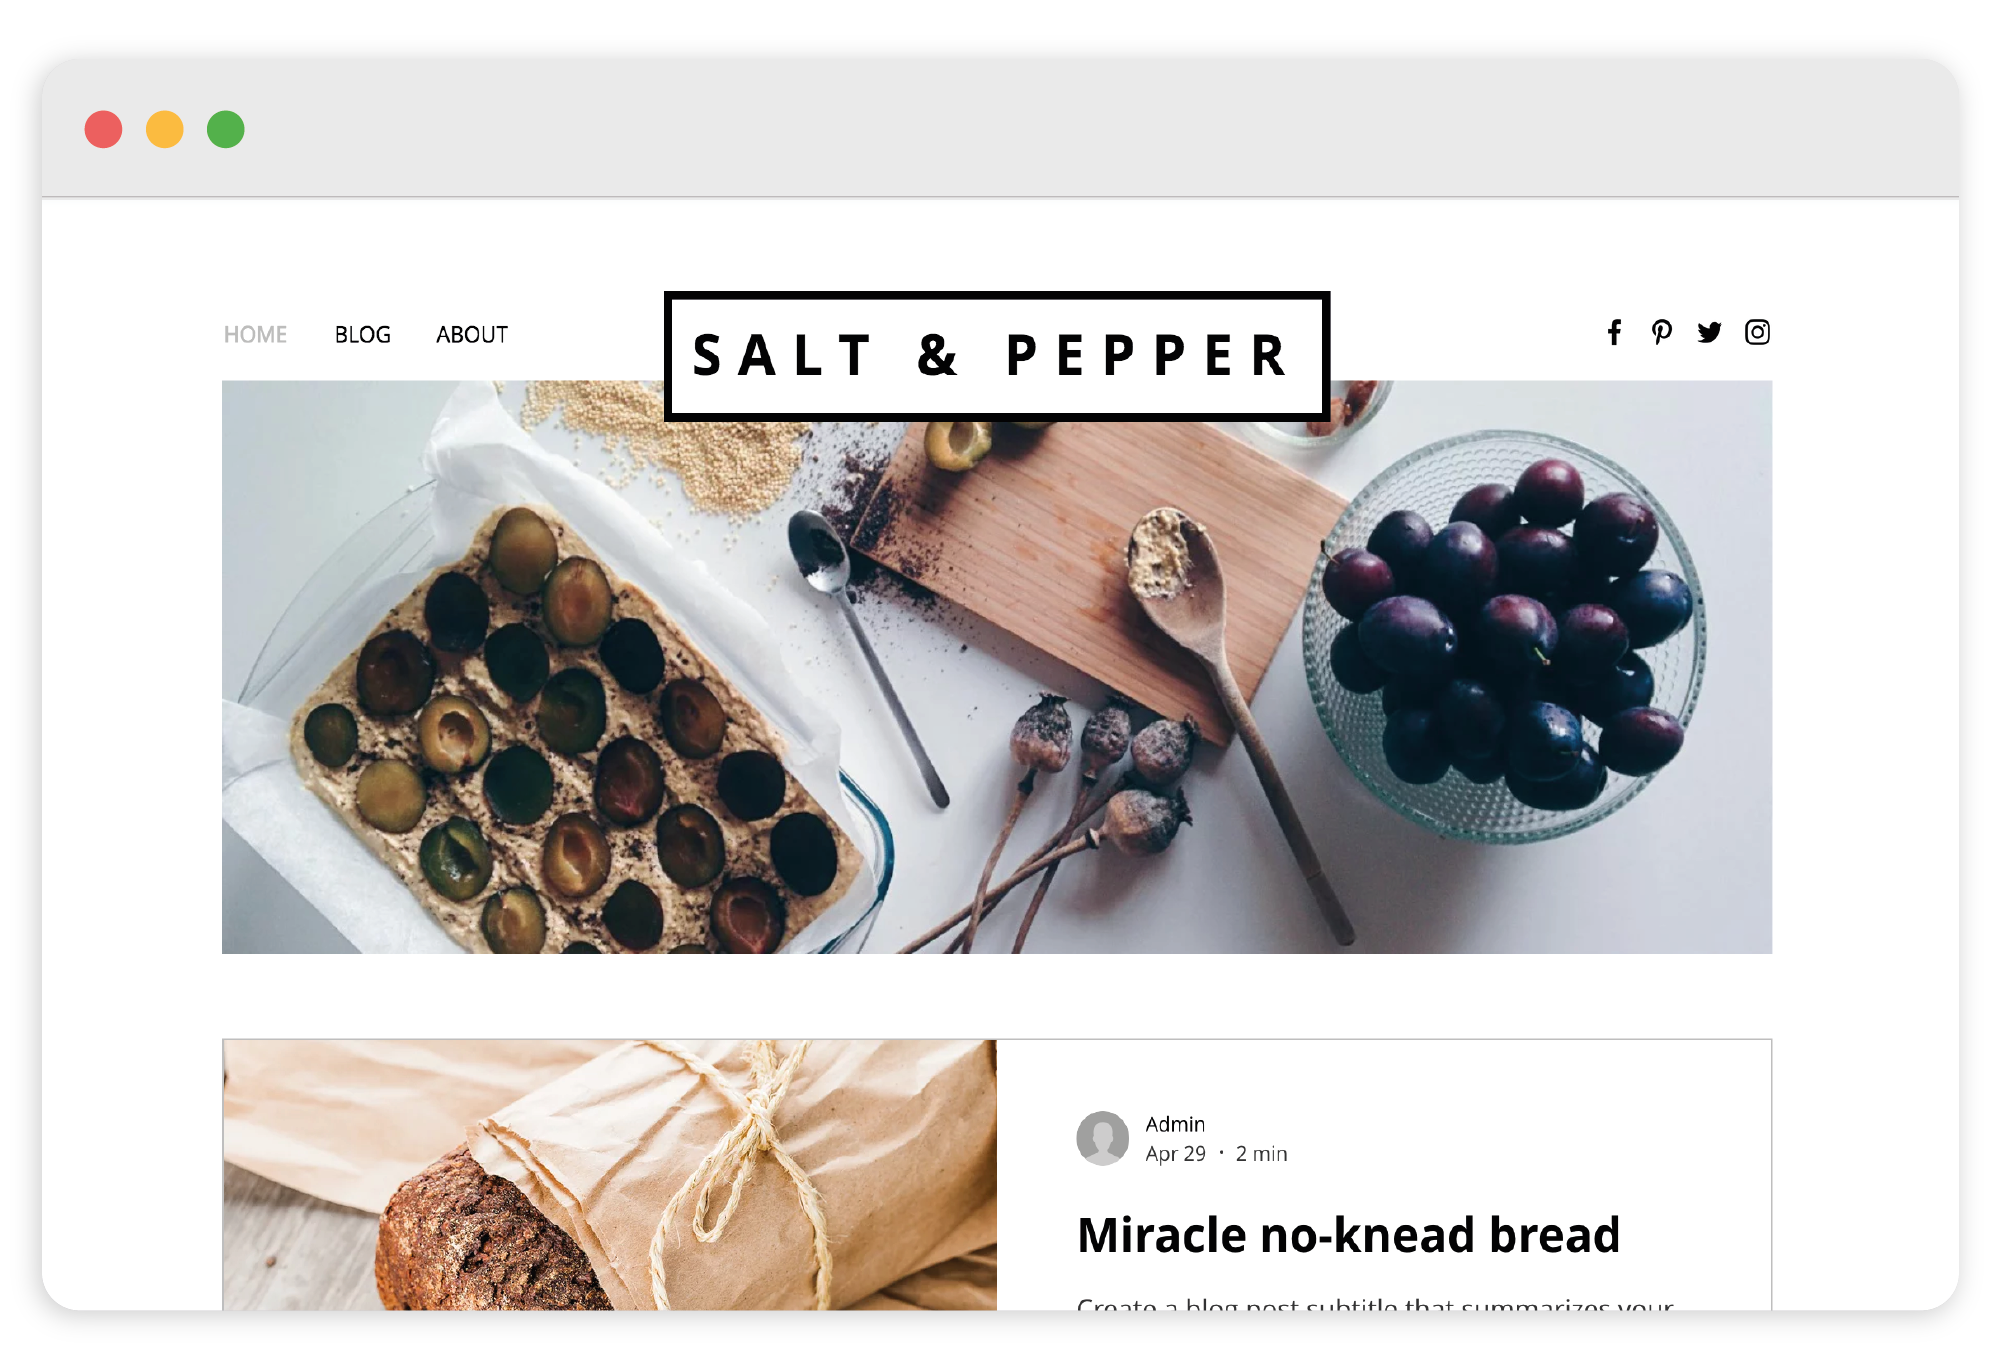 HOME BLOG ABOUT
SALT & PEPPER
Admin
Apr 29 · 2 min
Miracle no-knead bread
Create a blog post subtitle that summarizes your